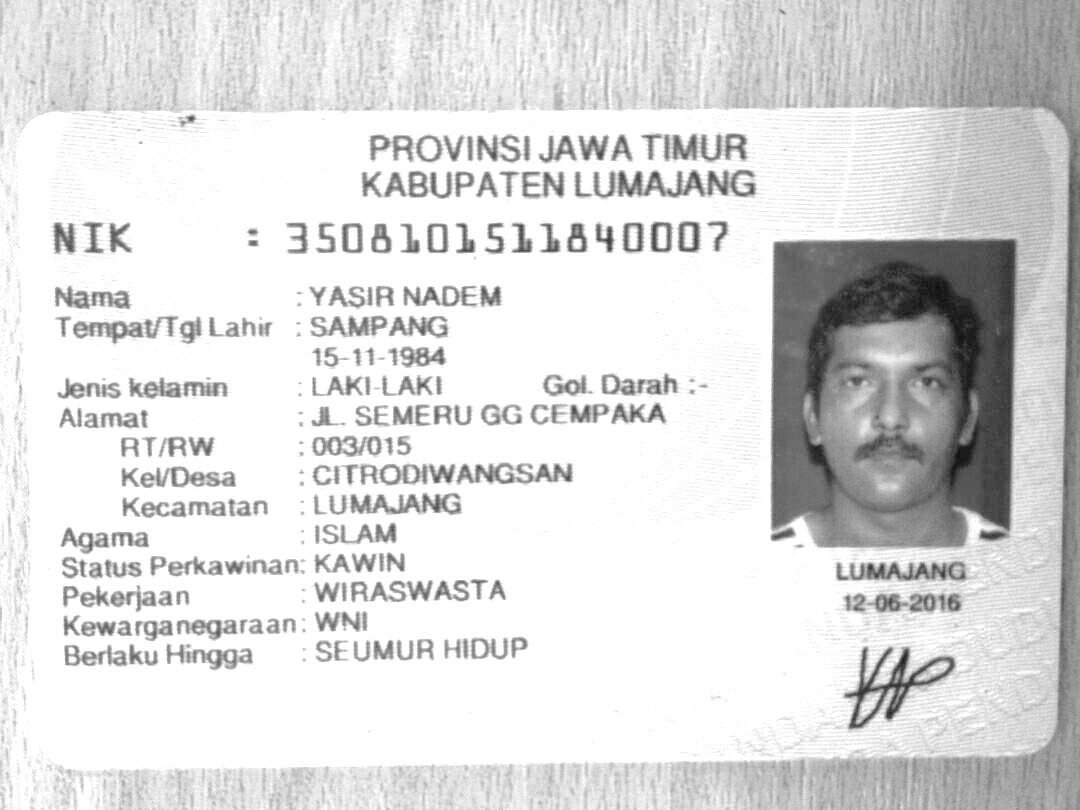 PROVINSI JAWA TIMUR
KABUPATEN LUMAJANG
NIK : 3508101511840007
Nama : YASIR NADEM
Tempat/Tgl Lahir : SAMPANG
15-11-1984
Jenis kelamin : LAKI-LAKI Gol. Darah :-
Alamat : JL. SEMERU GG CEMPAKA
RT/RW : 003/015
Kel/Desa : CITRODIWANGSAN
Kecamatan : LUMAJANG
Agama : ISLAM
Status Perkawinan: KAWIN
Pekerjaan : WIRASWASTA
Kewarganegaraan: WNI
Berlaku Hingga : SEUMUR HIDUP
LUMAJANG
12-06-2016